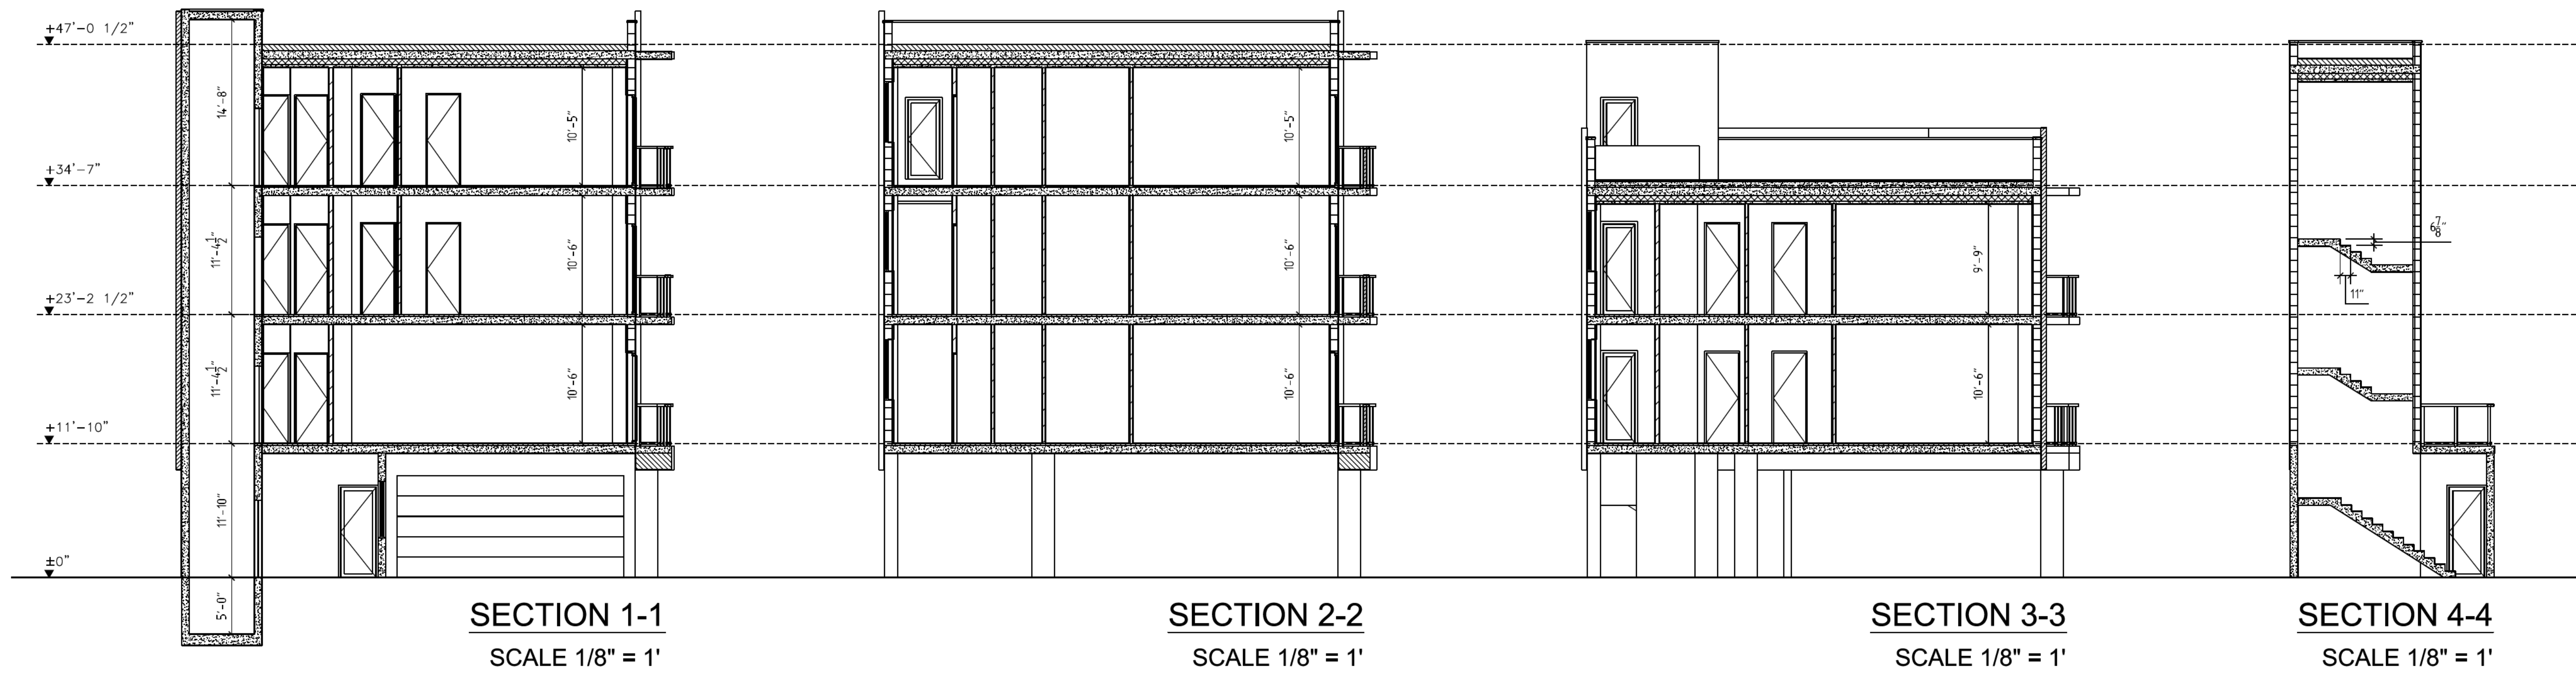 +47'-0 1/2"
+34'-7"
+23'-2 1/2"
+11'-10"
±0"
14'-8"
11'-4 1/2"
11'-4 1/2"
11'-10"
5'-0"
10'-5"
10'-6"
10'-6"
SECTION 1-1
SCALE 1/8" = 1'
10'-5"
10'-6"
10'-6"
SECTION 2-2
SCALE 1/8" = 1'
9'-9"
10'-6"
SECTION 3-3
SCALE 1/8" = 1'
6 7/8"
11"
SECTION 4-4
SCALE 1/8" = 1'